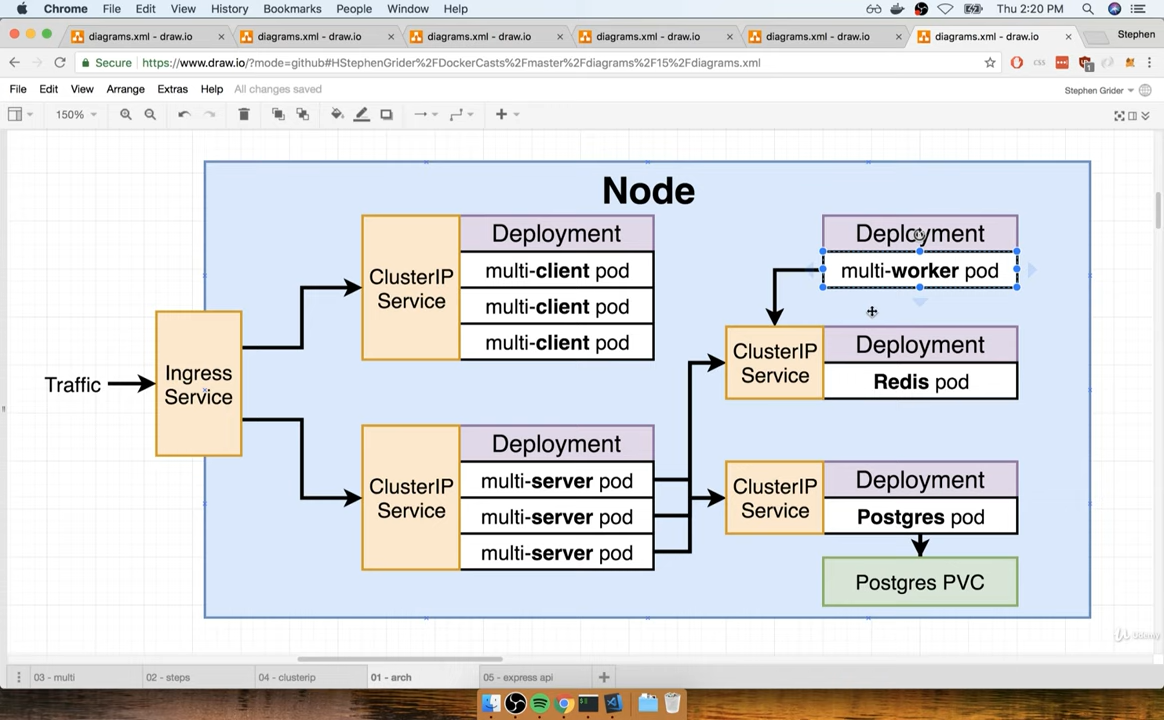 Chrome File Edit View History Bookmarks People Window Help Thu 2:20 PM
diagrams.xml - draw.io diagrams.xml - draw.io diagrams.xml - draw.io diagrams.xml - draw.io diagrams.xml - draw.io diagrams.xml - draw.io Stephen
Secure https://www.draw.io/?mode=github#HStephenGrider%2FDockerCasts%2Fmaster%2Fdiagrams%2F15%2Fdiagrams.xml
File Edit View Arrange Extras Help All changes saved Stephen Grider
150%
Node
Traffic
Ingress
Service
ClusterIP
Service
Deployment
multi-client pod
multi-client pod
multi-client pod
ClusterIP
Service
Deployment
multi-server pod
multi-server pod
multi-server pod
Deployment
multi-worker pod
ClusterIP
Service
Deployment
Redis pod
ClusterIP
Service
Deployment
Postgres pod
Postgres PVC
Udemy
03 - multi 02 - steps 04 - clusterip 01 - arch 05 - express api